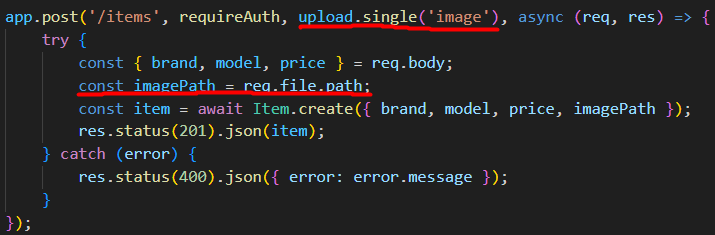 app.post('/items', requireAuth, upload.single('image'), async (req, res) => {
    try {
        const { brand, model, price } = req.body;
        const imagePath = req.file.path;
        const item = await Item.create({ brand, model, price, imagePath });
        res.status(201).json(item);
    } catch (error) {
        res.status(400).json({ error: error.message });
    }
});